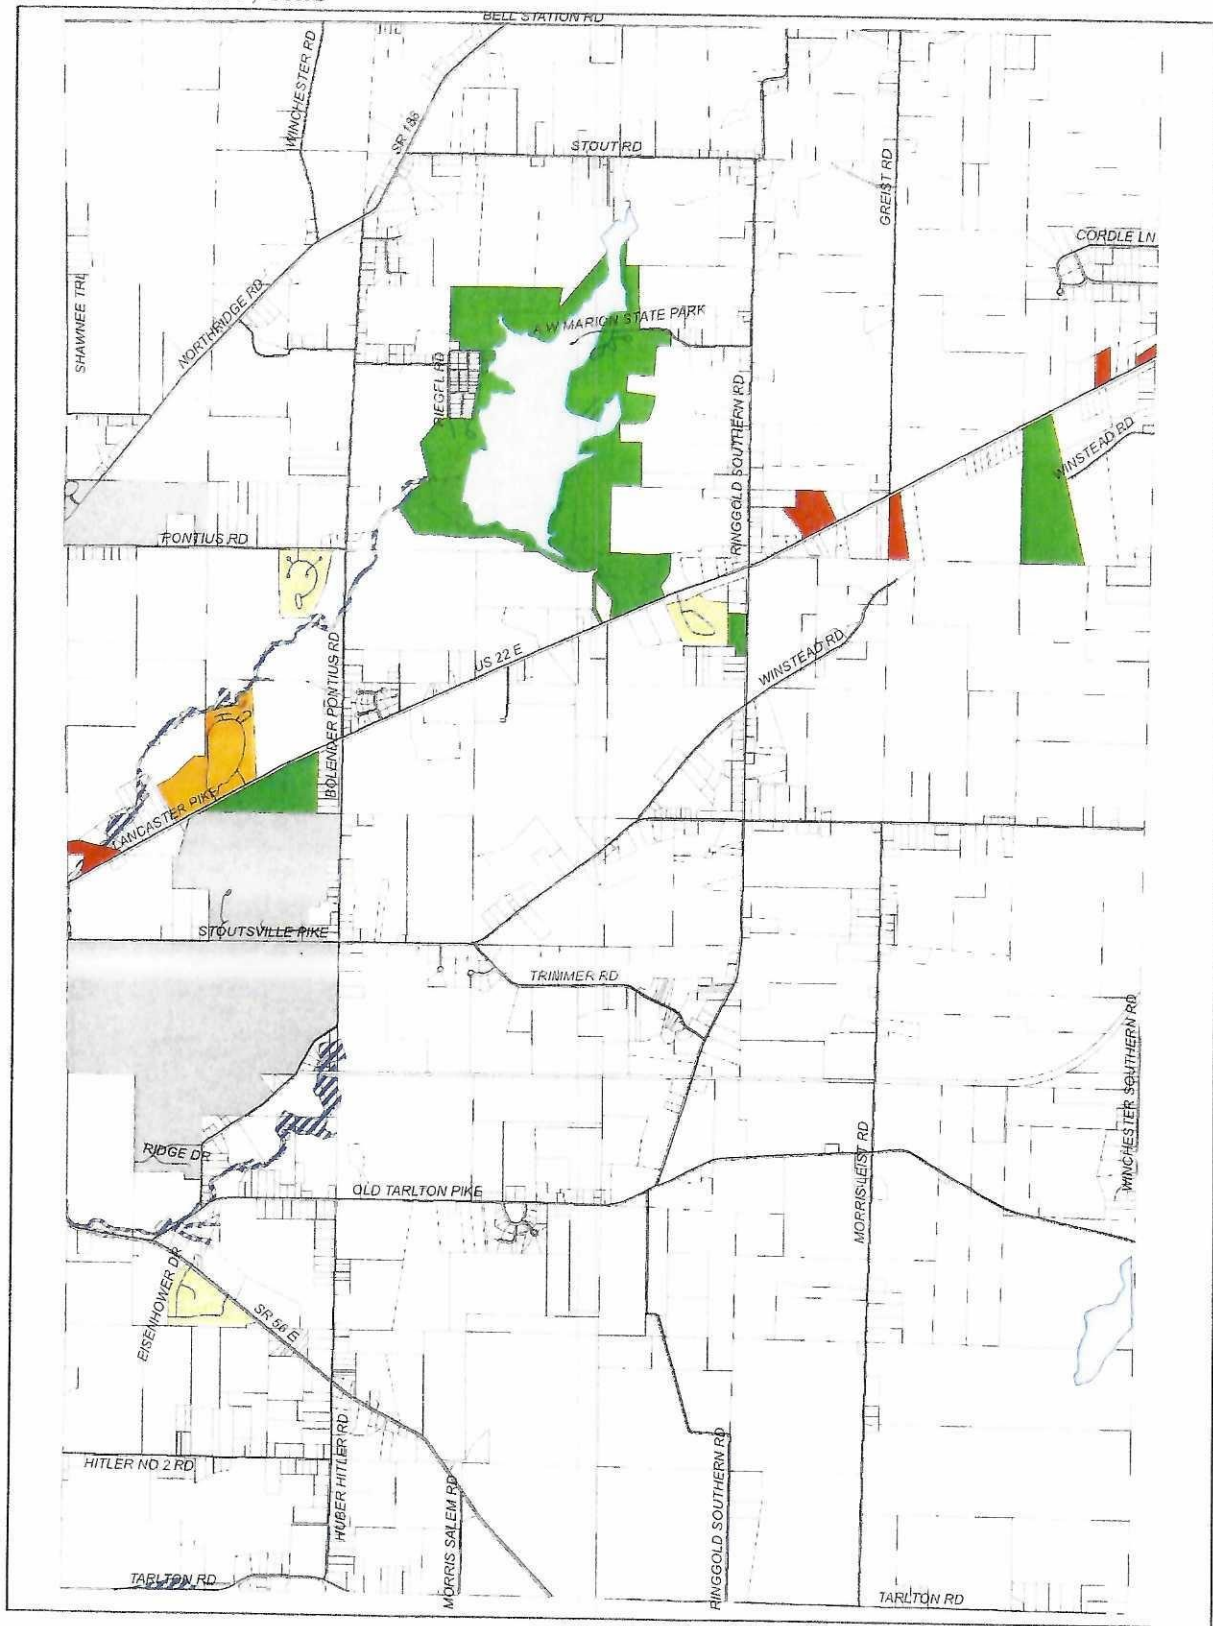 BELL STATION RD
WINCHESTER RD
SR 188
STOUT RD
GREIST RD
CORDLE LN
SHAWNEE TRL
NORTHRIDGE RD
A W MARION STATE PARK
RIEGEL RD
RINGGOLD SOUTHERN RD
WINSTEAD RD
PONTIUS RD
BOLENDER PONTIUS RD
US 22 E
WINSTEAD RD
LANCASTER PIKE
STOUTSVILLE PIKE
TRIMMER RD
WINCHESTER SOUTHERN RD
RIDGE DR
MORRIS LEIST RD
OLD TARLTON PIKE
EISENHOWER DR
SR 56 E
HITLER NO 2 RD
HUBER HITLER RD
MORRIS SALEM RD
RINGGOLD SOUTHERN RD
TARLTON RD
TARLTON RD